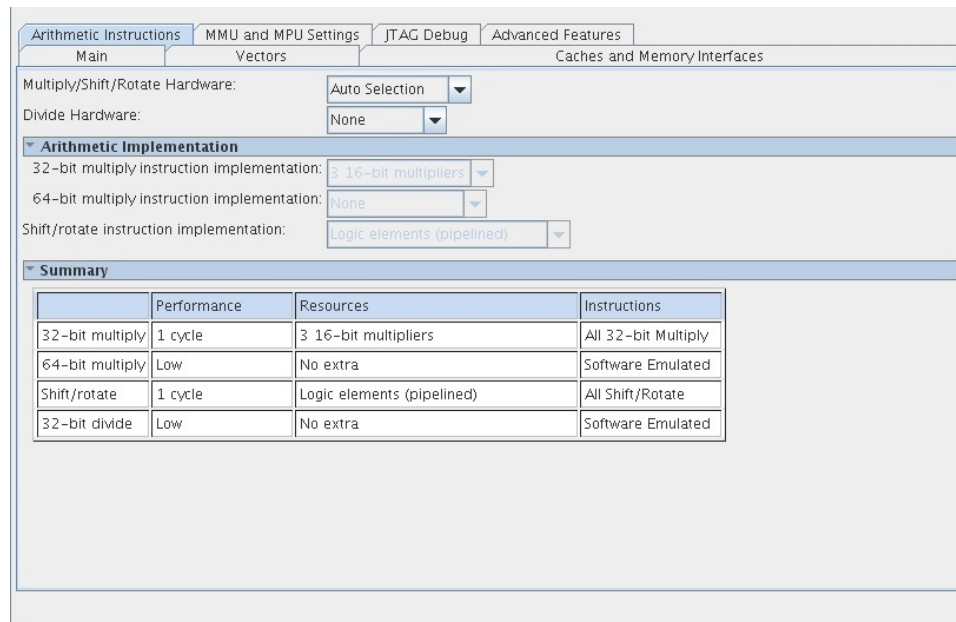 Arithmetic Instructions MMU and MPU Settings JTAG Debug Advanced Features
Main Vectors Caches and Memory Interfaces
Multiply/Shift/Rotate Hardware: Auto Selection
Divide Hardware: None
Arithmetic Implementation
32-bit multiply instruction implementation: 3 16-bit multipliers
64-bit multiply instruction implementation: None
Shift/rotate instruction implementation: Logic elements (pipelined)
Summary
Performance Resources Instructions
32-bit multiply 1 cycle 3 16-bit multipliers All 32-bit Multiply
64-bit multiply Low No extra Software Emulated
Shift/rotate 1 cycle Logic elements (pipelined) All Shift/Rotate
32-bit divide Low No extra Software Emulated